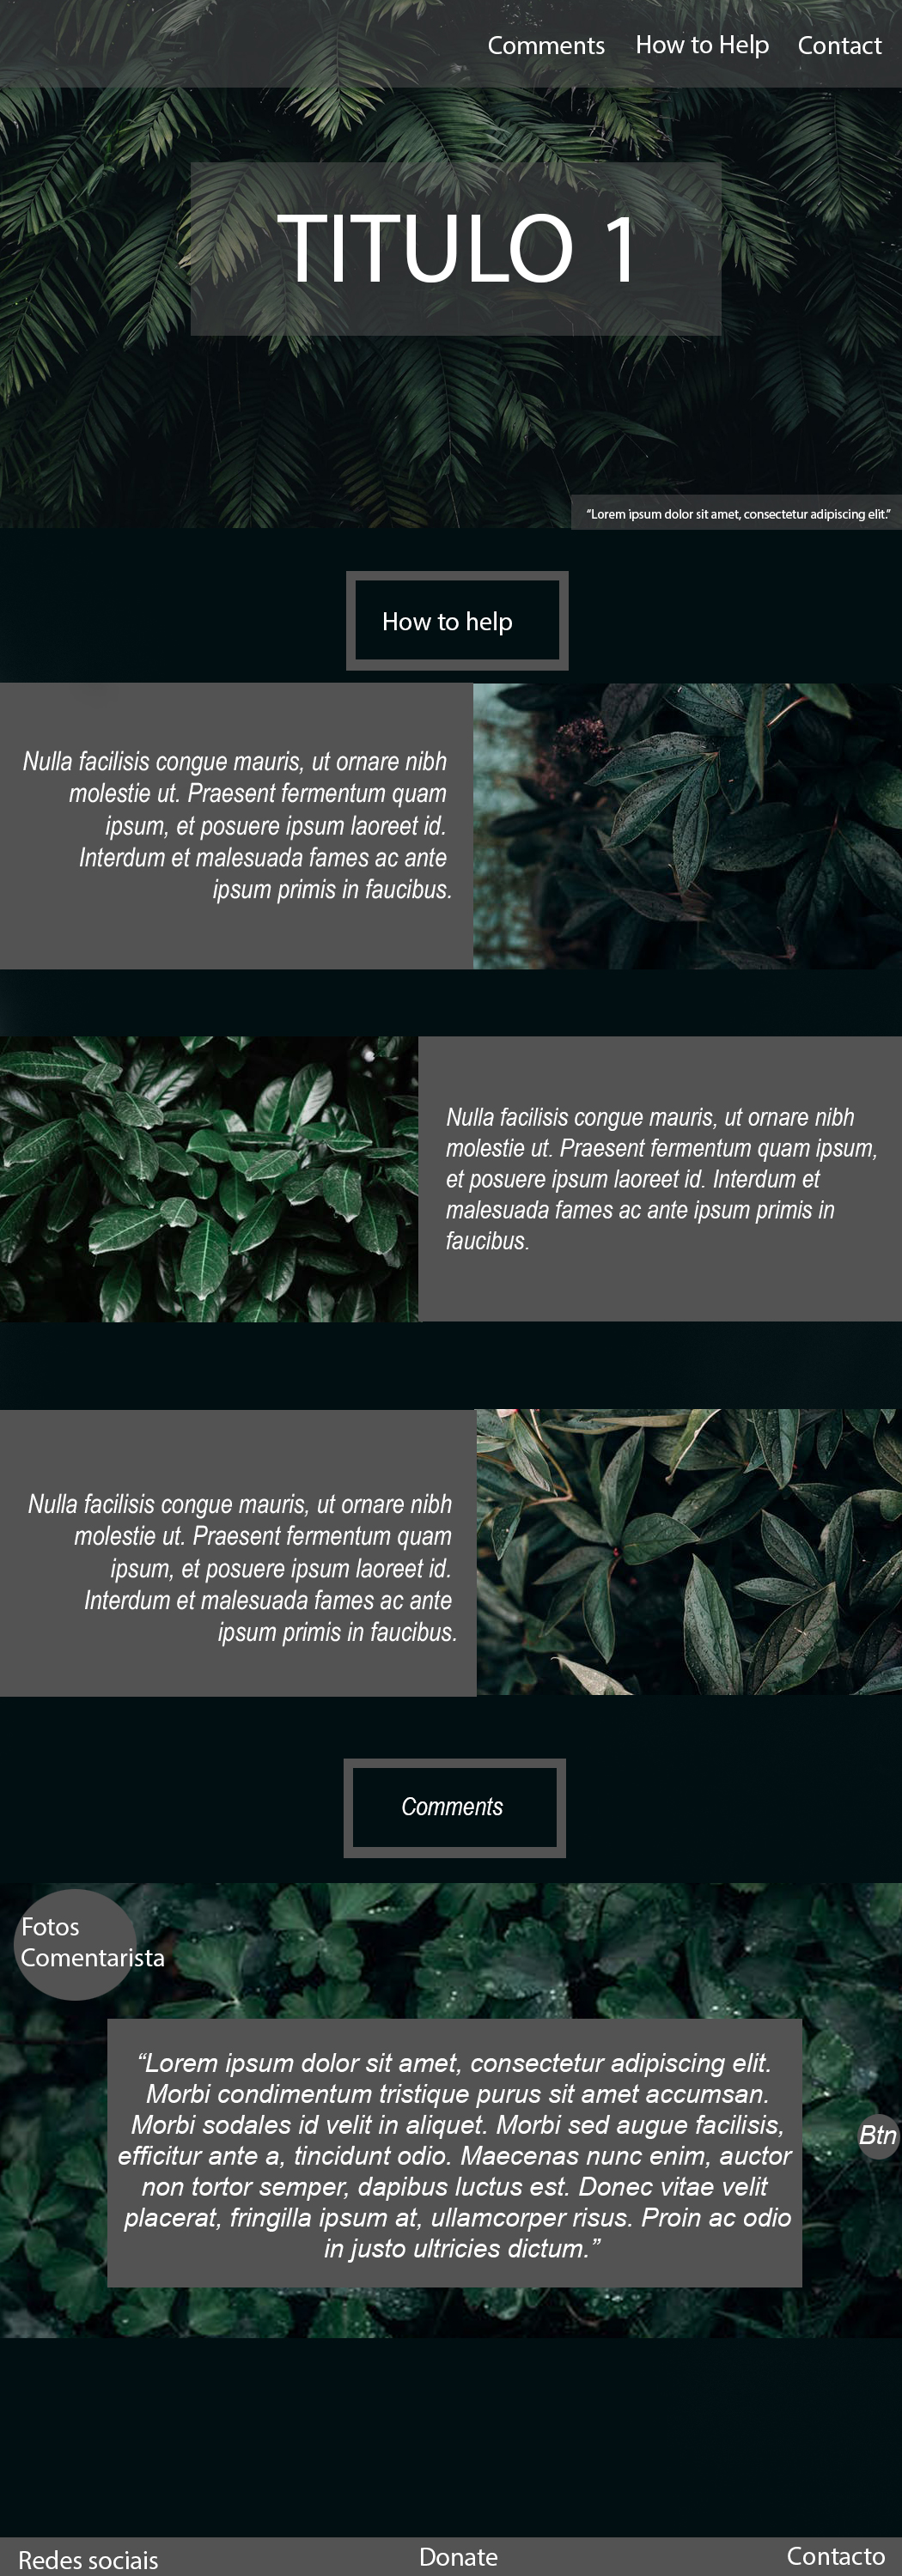 Comments How to Help Contact
TITULO 1
“Lorem ipsum dolor sit amet, consectetur adipiscing elit.”
How to help
Nulla facilisis congue mauris, ut ornare nibh
molestie ut. Praesent fermentum quam
ipsum, et posuere ipsum laoreet id.
Interdum et malesuada fames ac ante
ipsum primis in faucibus.
Nulla facilisis congue mauris, ut ornare nibh
molestie ut. Praesent fermentum quam ipsum,
et posuere ipsum laoreet id. Interdum et
malesuada fames ac ante ipsum primis in
faucibus.
Nulla facilisis congue mauris, ut ornare nibh
molestie ut. Praesent fermentum quam
ipsum, et posuere ipsum laoreet id.
Interdum et malesuada fames ac ante
ipsum primis in faucibus.
Comments
Fotos
Comentarista
“Lorem ipsum dolor sit amet, consectetur adipiscing elit.
Morbi condimentum tristique purus sit amet accumsan.
Morbi sodales id velit in aliquet. Morbi sed augue facilisis,
efficitur ante a, tincidunt odio. Maecenas nunc enim, auctor
non tortor semper, dapibus luctus est. Donec vitae velit
placerat, fringilla ipsum at, ullamcorper risus. Proin ac odio
in justo ultricies dictum.”
Btn
Redes sociais Donate Contacto